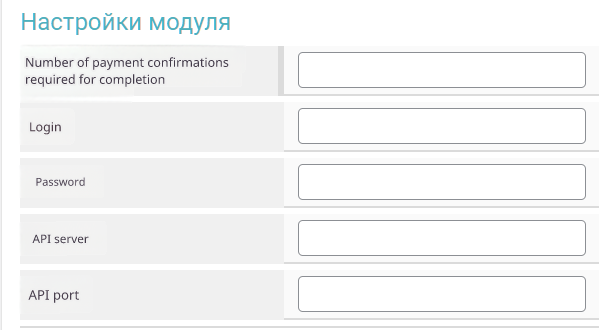 Настройки модуля
Number of payment confirmations
required for completion
Login
Password
API server
API port